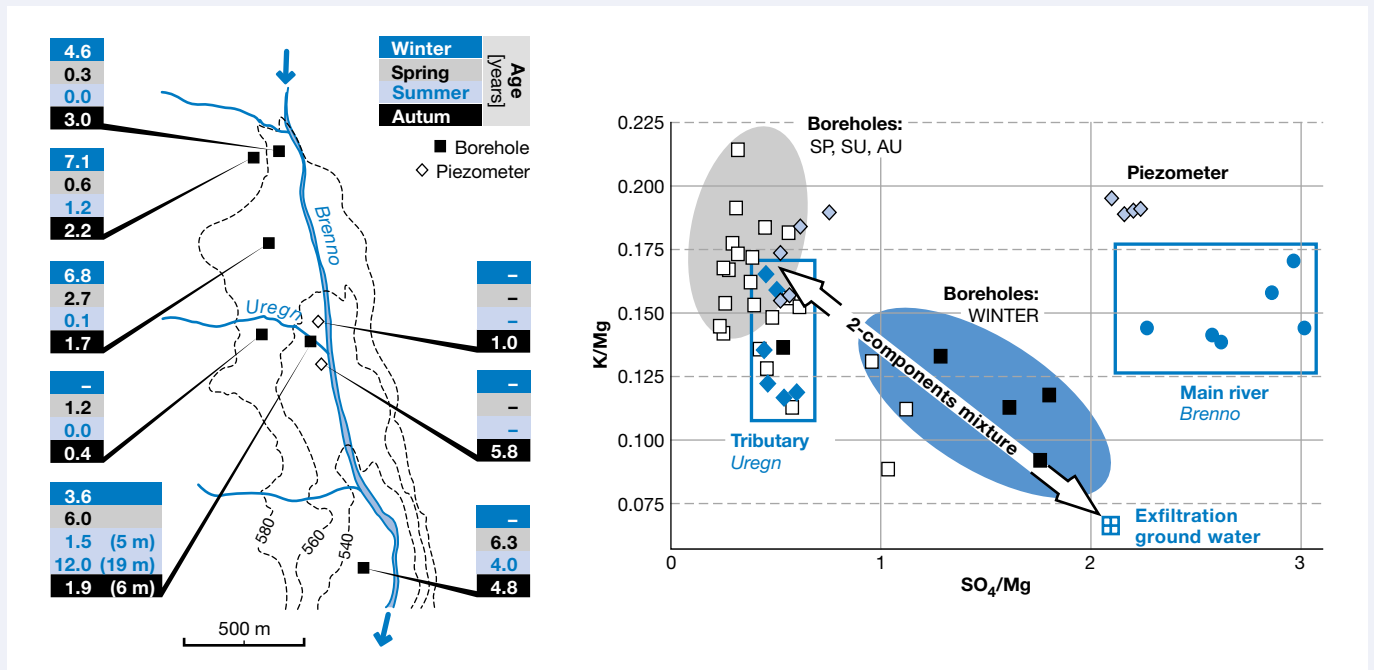 4.6
0.3
0.0
3.0
7.1
0.6
1.2
2.2
6.8
2.7
0.1
1.7
–
1.2
0.0
0.4
3.6
6.0
1.5 (5 m)
12.0 (19 m)
1.9 (6 m)
Winter
Spring
Summer
Autum
Age
[years]
Borehole
Piezometer
Brenno
Uregn
–
–
–
1.0
–
–
–
5.8
–
6.3
4.0
4.8
580
560
540
500 m
K/Mg
0.225
0.200
0.175
0.150
0.125
0.100
0.075
0
1
2
3
SO4/Mg
Boreholes:
SP, SU, AU
Piezometer
Boreholes:
WINTER
2-components mixture
Main river
Brenno
Tributary
Uregn
Exfiltration
ground water